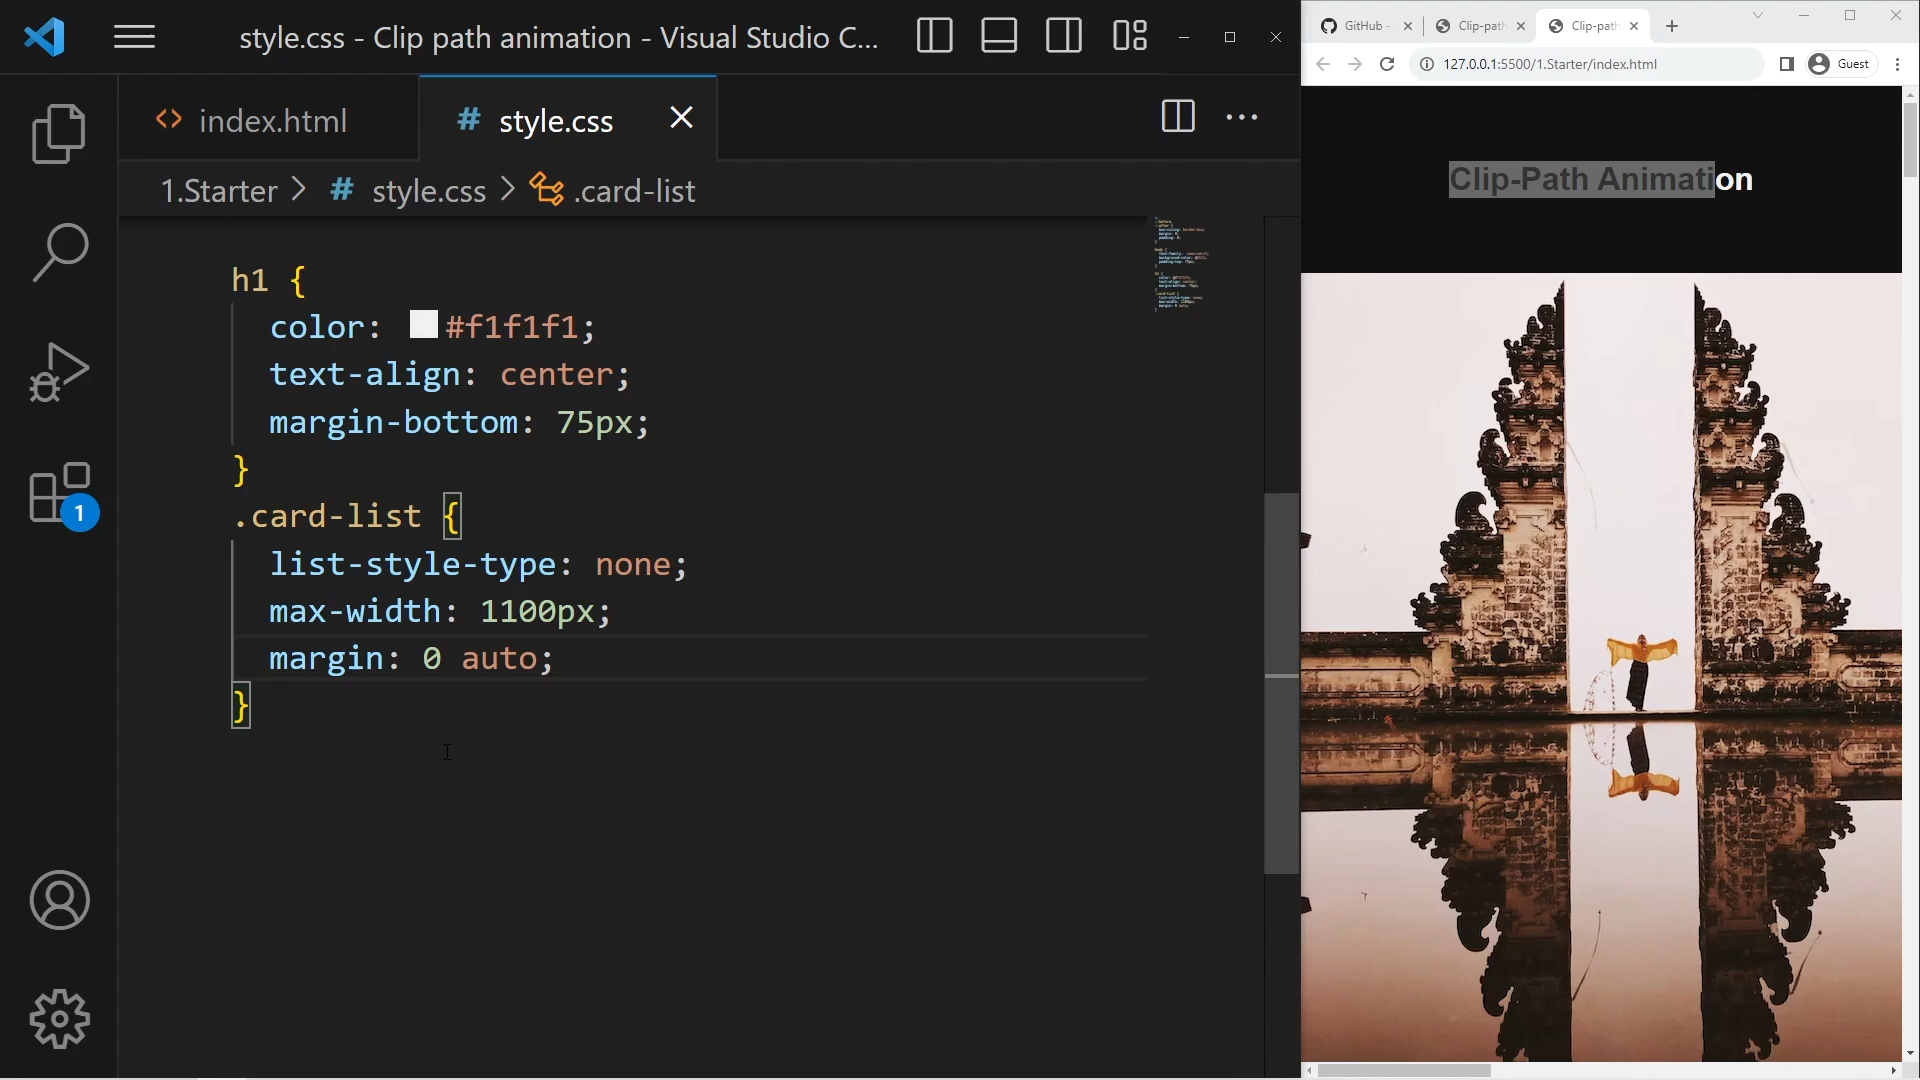 style.css - Clip path animation - Visual Studio C...
index.html
# style.css
1.Starter > # style.css > .card-list
h1 {
color: #f1f1f1;
text-align: center;
margin-bottom: 75px;
}
.card-list {
list-style-type: none;
max-width: 1100px;
margin: 0 auto;
}
1
GitHub -
Clip-path
Clip-path
127.0.0.1:5500/1.Starter/index.html
Guest
Clip-Path Animation